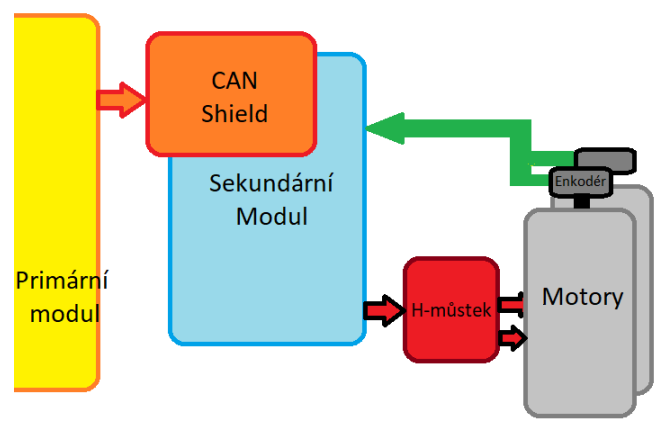 CAN
Shield
Sekundární
Modul
Enkodér
Primární
modul
H-můstek
Motory